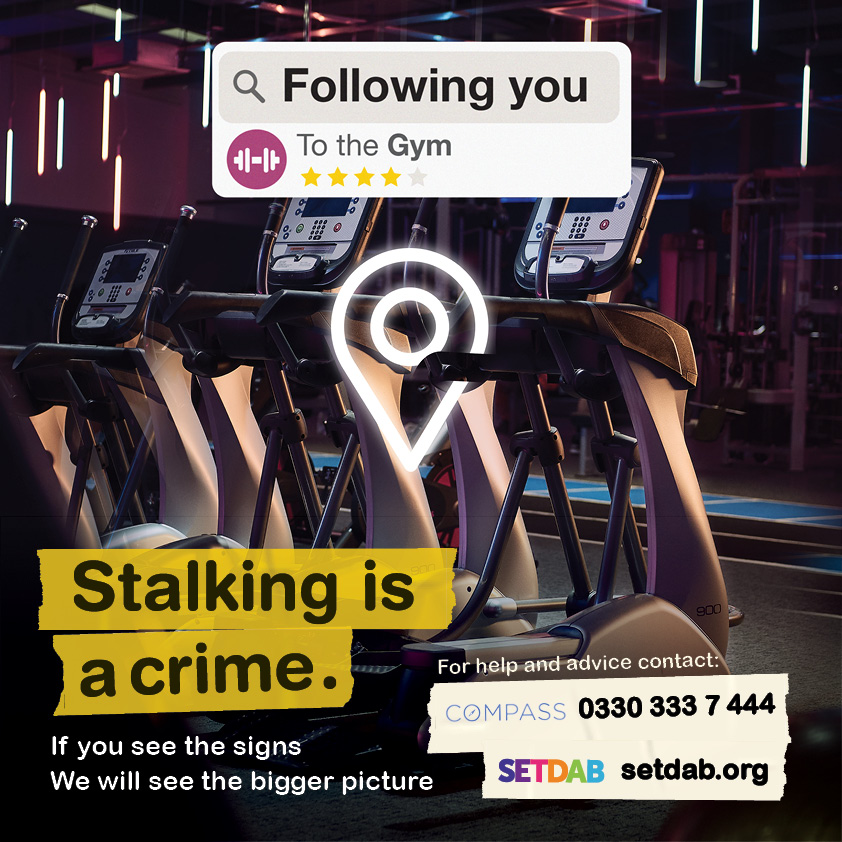 Following you
To the Gym
Stalking is
a crime.
If you see the signs
We will see the bigger picture
For help and advice contact:
COMPASS 0330 333 7 444
SETDAB setdab.org
900